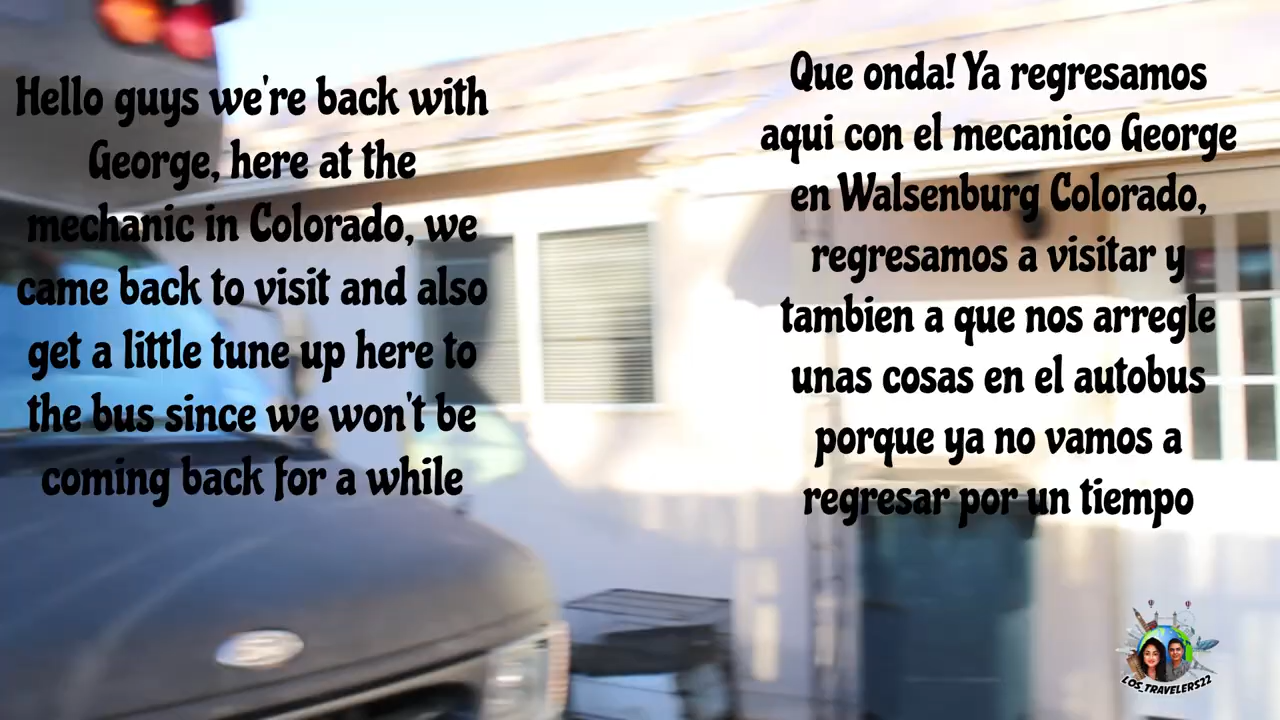 Hello guys we're back with
George, here at the
mechanic in Colorado, we
came back to visit and also
get a little tune up here to
the bus since we won't be
coming back for a while
Que onda! Ya regresamos
aqui con el mecanico George
en Walsenburg Colorado,
regresamos a visitar y
tambien a que nos arregle
unas cosas en el autobus
porque ya no vamos a
regresar por un tiempo
LOS_TRAVELERS22